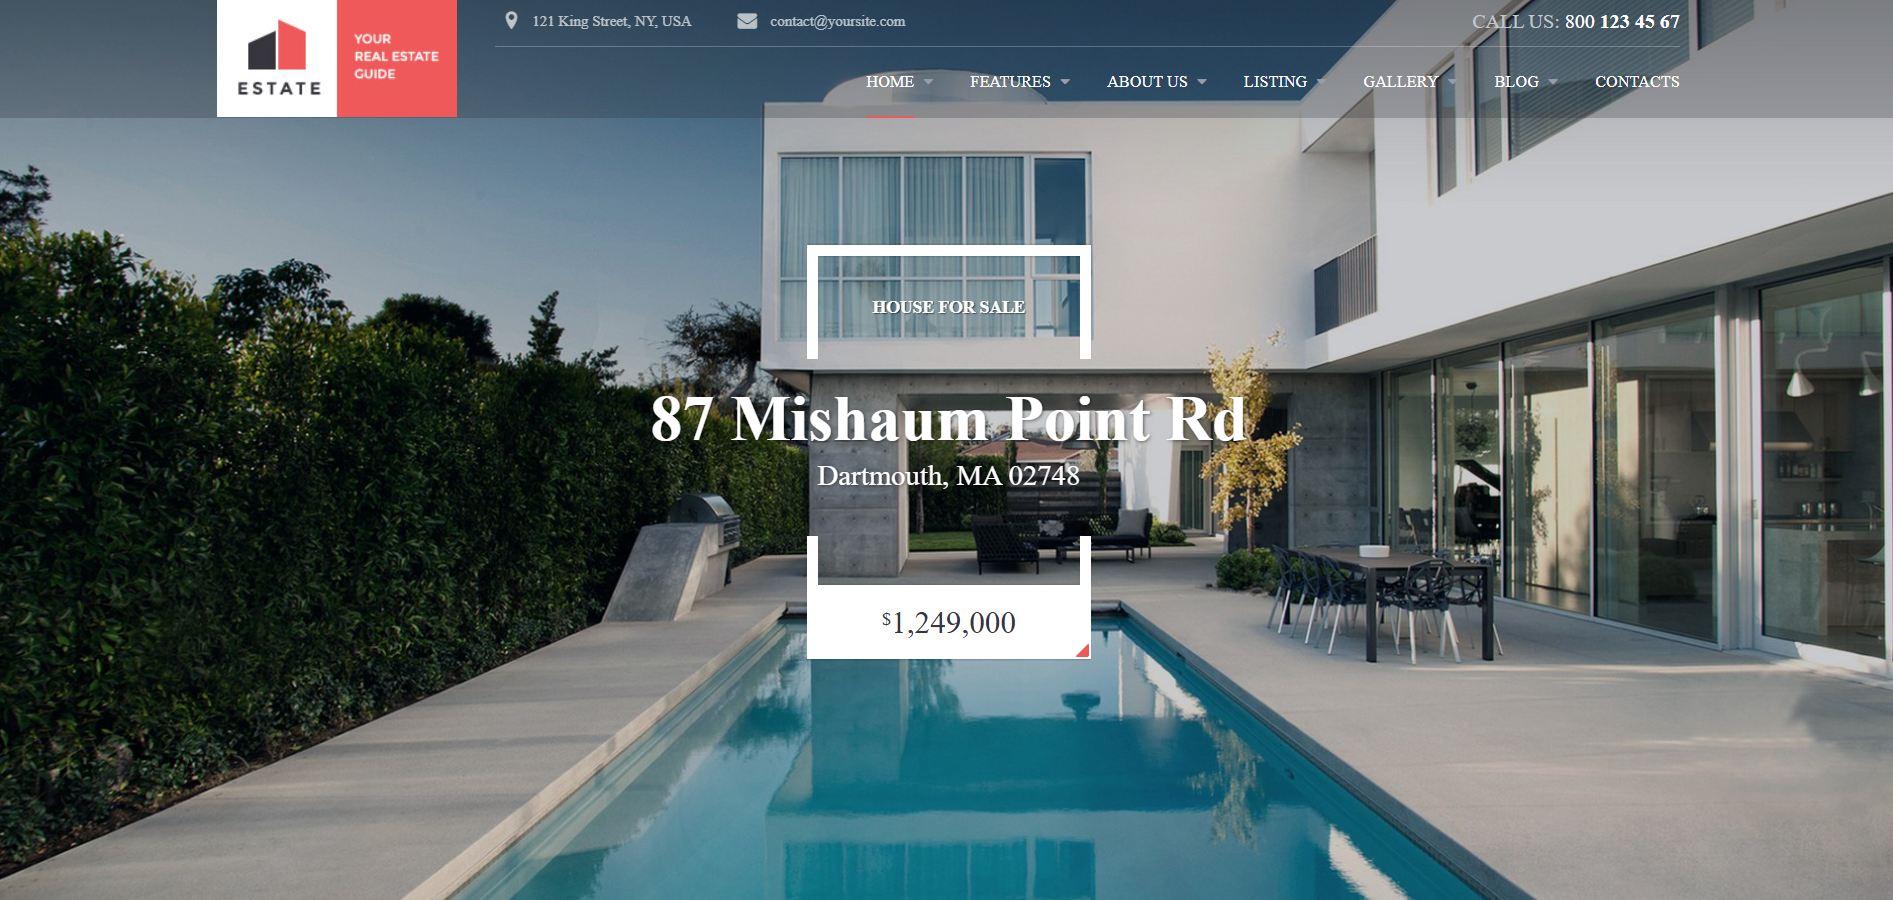 ESTATE
YOUR
REAL ESTATE
GUIDE
121 King Street, NY, USA
contact@yoursite.com
CALL US: 800 123 45 67
HOME
FEATURES
ABOUT US
LISTING
GALLERY
BLOG
CONTACTS
HOUSE FOR SALE
87 Mishaum Point Rd
Dartmouth, MA 02748
$1,249,000